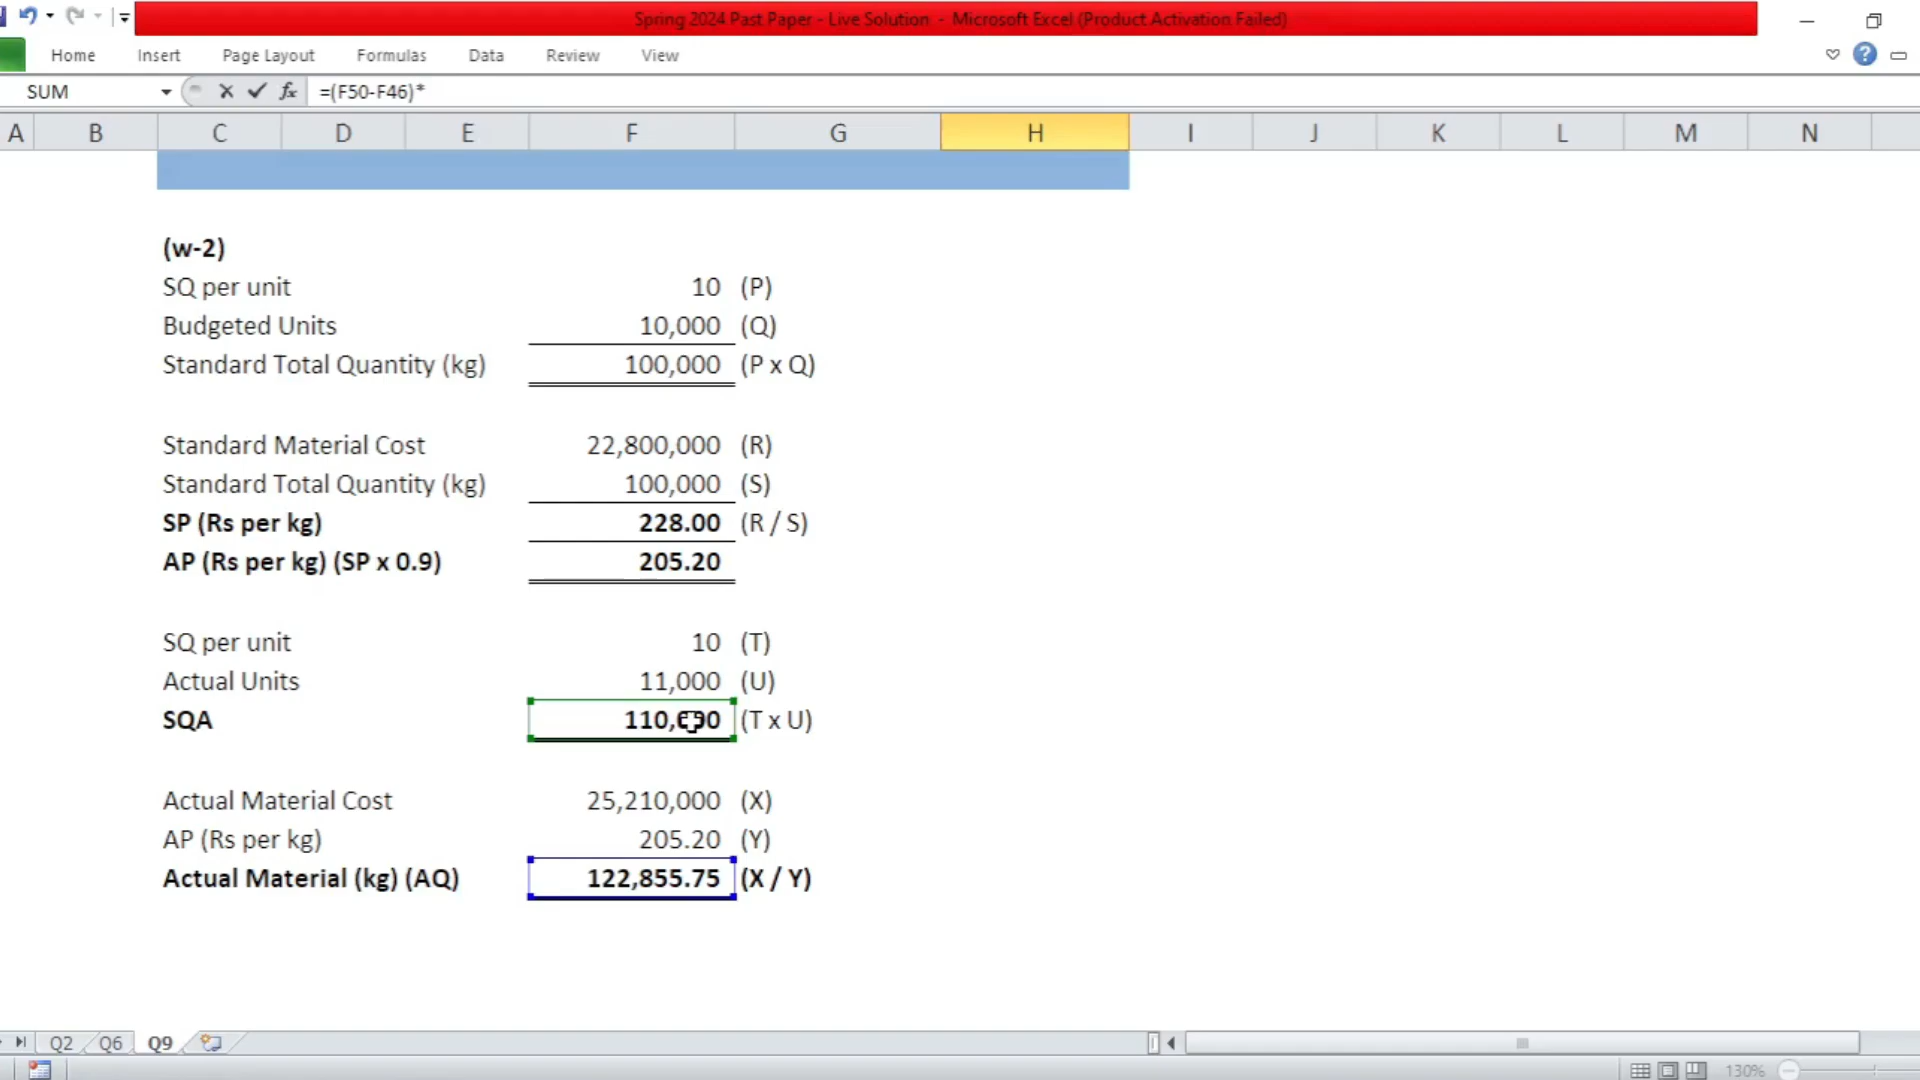 Spring 2024 Past Paper - Live Solution - Microsoft Excel (Product Activation Failed)
Home Insert Page Layout Formulas Data Review View
SUM fx =(F50-F46)*
A B C D E F G H I J K L M N
(w-2)
SQ per unit 10 (P)
Budgeted Units 10,000 (Q)
Standard Total Quantity (kg) 100,000 (P x Q)
Standard Material Cost 22,800,000 (R)
Standard Total Quantity (kg) 100,000 (S)
SP (Rs per kg) 228.00 (R / S)
AP (Rs per kg) (SP x 0.9) 205.20
SQ per unit 10 (T)
Actual Units 11,000 (U)
SQA 110,000 (T x U)
Actual Material Cost 25,210,000 (X)
AP (Rs per kg) 205.20 (Y)
Actual Material (kg) (AQ) 122,855.75 (X / Y)
Q2 Q6 Q9
130%